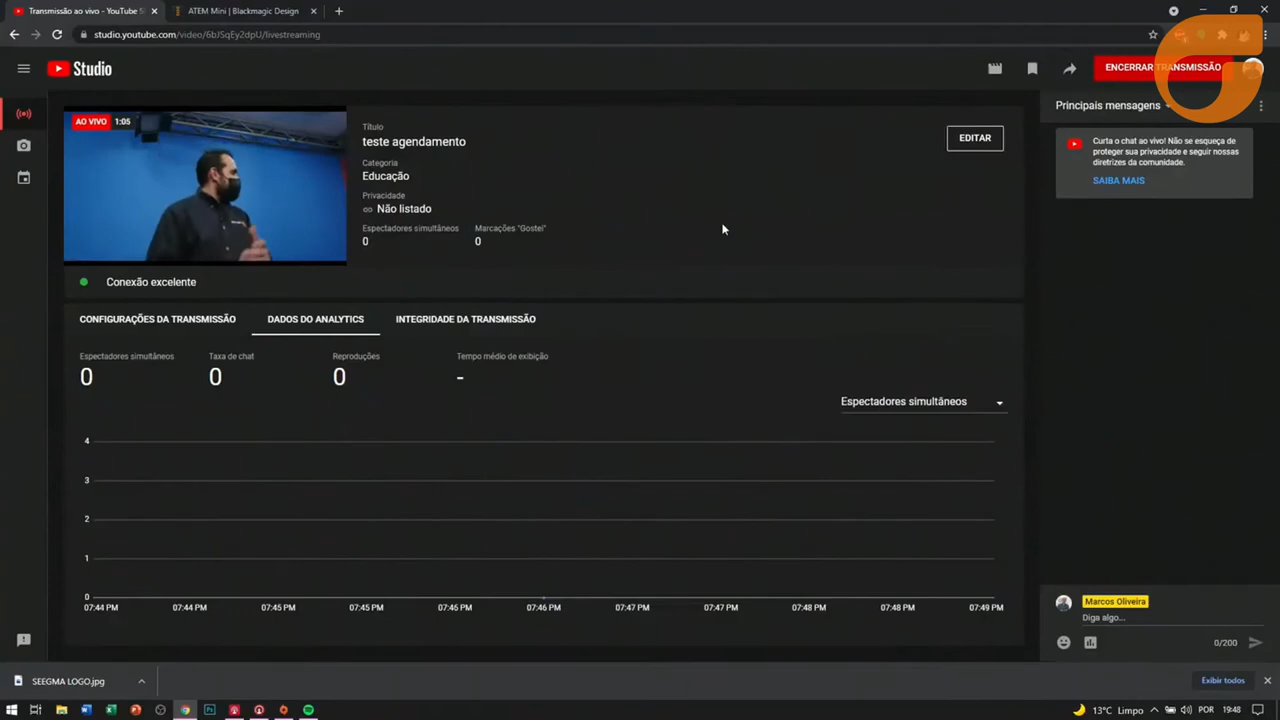 Transmissão ao vivo - YouTube S
ATEM Mini | Blackmagic Design
studio.youtube.com/video/6bJSqEy2dpU/livestreaming
Studio
ENCERRAR TRANSMISSÃO
AO VIVO 1:05
Título
teste agendamento
Categoria
Educação
Privacidade
Não listado
Espectadores simultâneos
0
Marcações "Gostei"
0
EDITAR
Conexão excelente
CONFIGURAÇÕES DA TRANSMISSÃO
DADOS DO ANALYTICS
INTEGRIDADE DA TRANSMISSÃO
Espectadores simultâneos
0
Taxa de chat
0
Reproduções
0
Tempo médio de exibição
-
Espectadores simultâneos
4
3
2
1
0
07:44 PM 07:44 PM 07:45 PM 07:45 PM 07:46 PM 07:46 PM 07:47 PM 07:47 PM 07:48 PM 07:48 PM 07:49 PM
Principais mensagens
Curta o chat ao vivo! Não se esqueça de
proteger sua privacidade e seguir nossas
diretrizes da comunidade.
SAIBA MAIS
Marcos Oliveira
Diga algo...
0/200
SEEGMA LOGO.jpg
Exibir todos
13°C Limpo
POR
19:48